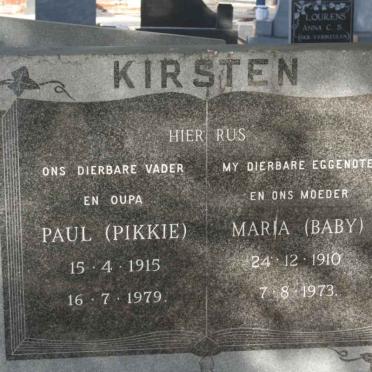 LOURENS
ANNA C. S.
KIRSTEN
HIER RUS
ONS DIERBARE VADER
EN OUPA
PAUL (PIKKIE)
15 · 4 · 1915
16 · 7 · 1979.
MY DIERBARE EGGENOTE
EN ONS MOEDER
MARIA (BABY)
24 · 12 · 1910
7 · 8 · 1973.